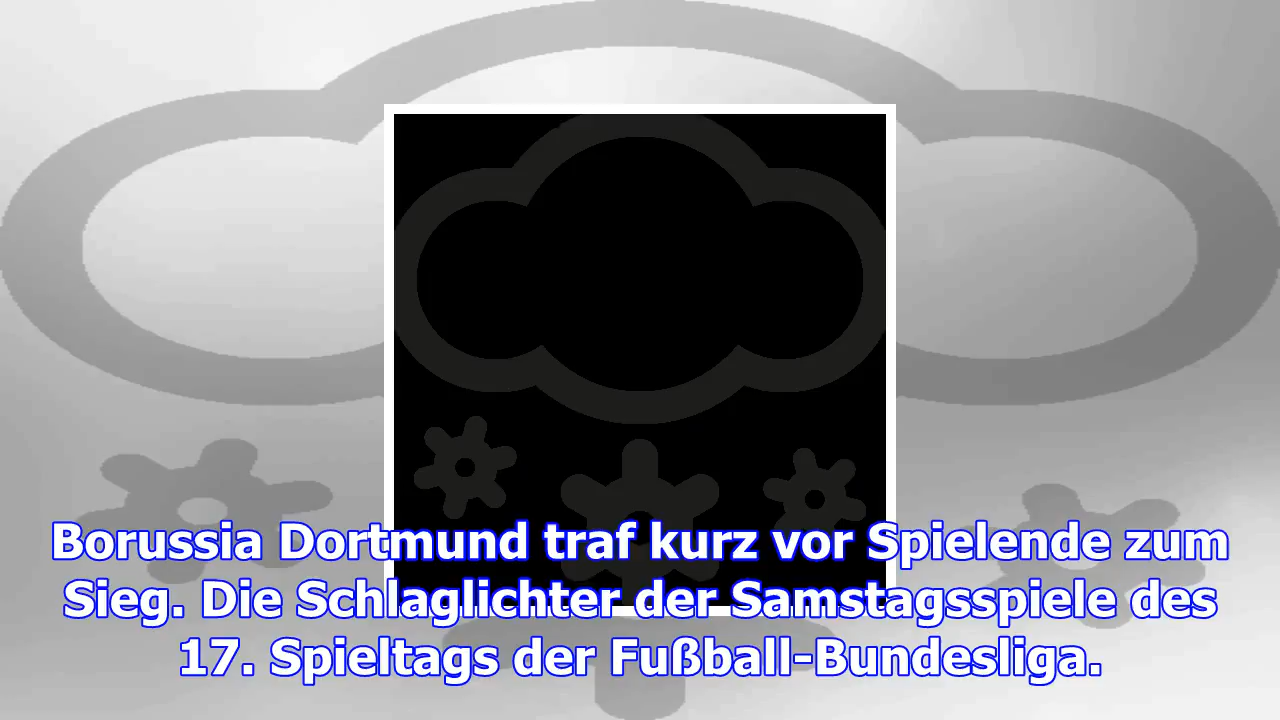 Borussia Dortmund traf kurz vor Spielende zum
Sieg. Die Schlaglichter der Samstagsspiele des
17. Spieltags der Fußball-Bundesliga.